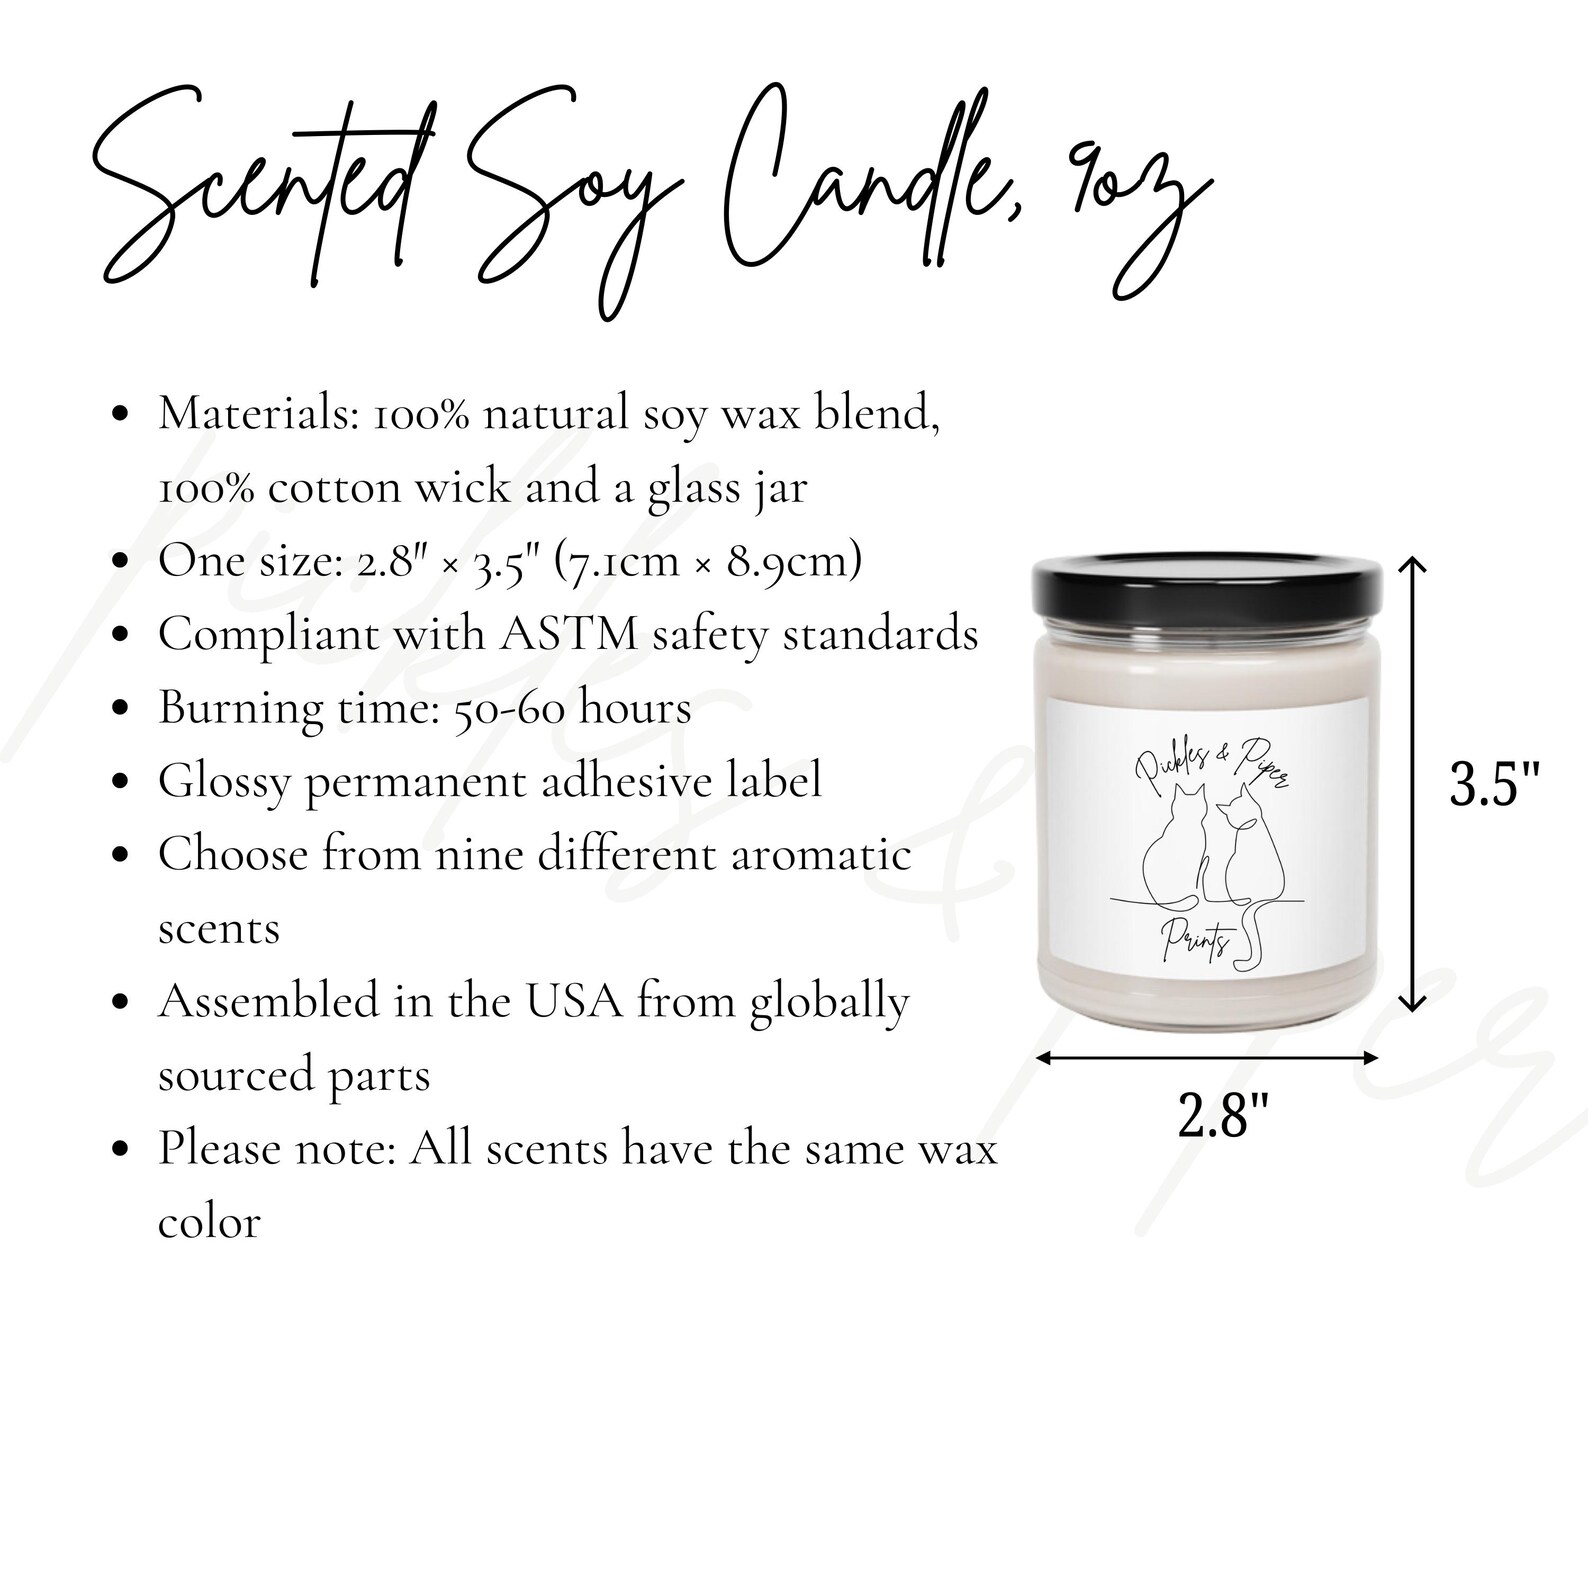 Scented Soy Candle, 9oz
• Materials: 100% natural soy wax blend,
100% cotton wick and a glass jar
• One size: 2.8" × 3.5" (7.1cm × 8.9cm)
• Compliant with ASTM safety standards
• Burning time: 50-60 hours
• Glossy permanent adhesive label
• Choose from nine different aromatic
scents
• Assembled in the USA from globally
sourced parts
• Please note: All scents have the same wax
color
Pickles & Piper
Prints
3.5"
2.8"
Pickles & Piper